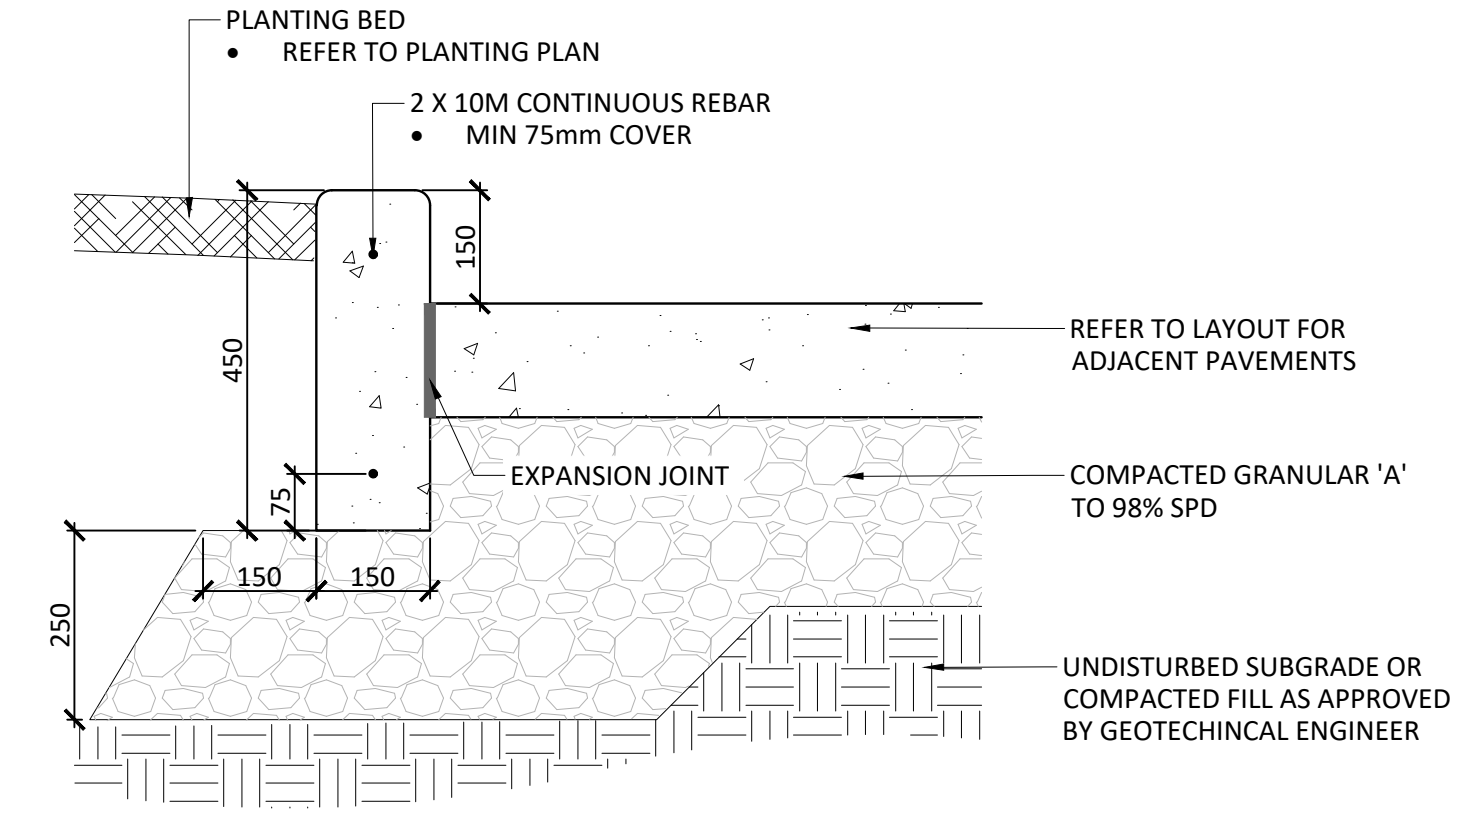 PLANTING BED
• REFER TO PLANTING PLAN
2 X 10M CONTINUOUS REBAR
• MIN 75mm COVER
150
450
REFER TO LAYOUT FOR
ADJACENT PAVEMENTS
EXPANSION JOINT
75
COMPACTED GRANULAR 'A'
TO 98% SPD
150
150
250
UNDISTURBED SUBGRADE OR
COMPACTED FILL AS APPROVED
BY GEOTECHINCAL ENGINEER